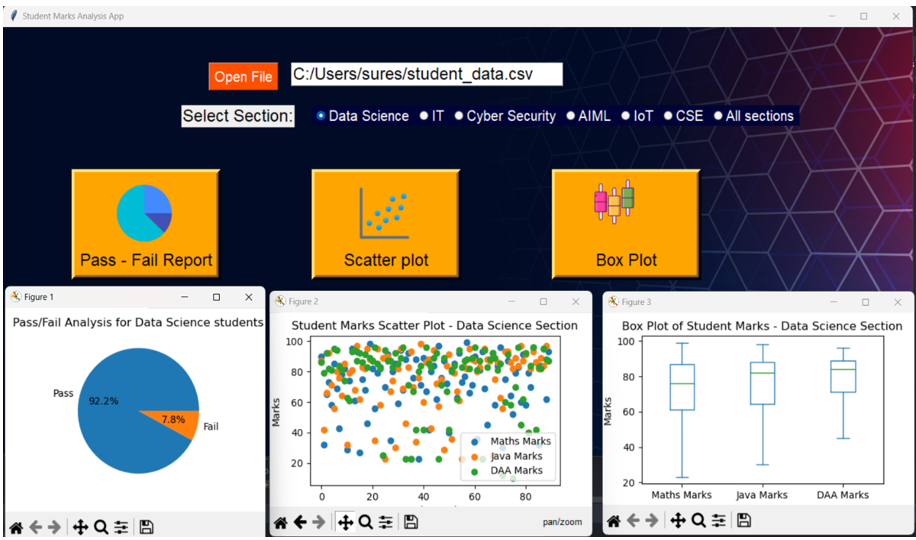 Student Marks Analysis App
Open File C:/Users/sures/student_data.csv
Select Section: Data Science IT Cyber Security AIML IoT CSE All sections
Pass - Fail Report
Scatter plot
Box Plot
Figure 1
Pass/Fail Analysis for Data Science students
Pass
92.2%
7.8%
Fail
Figure 2
Student Marks Scatter Plot - Data Science Section
Marks
100
80
60
40
20
0 20 40 60 80
Maths Marks
Java Marks
DAA Marks
pan/zoom
Figure 3
Box Plot of Student Marks - Data Science Section
Marks
100
80
60
40
20
Maths Marks Java Marks DAA Marks